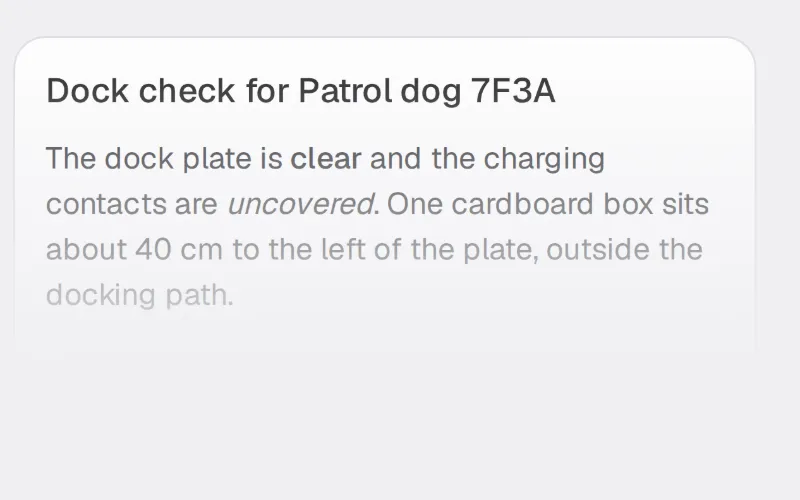 Dock check for Patrol dog 7F3A
The dock plate is clear and the charging
contacts are uncovered. One cardboard box sits
about 40 cm to the left of the plate, outside the
docking path.